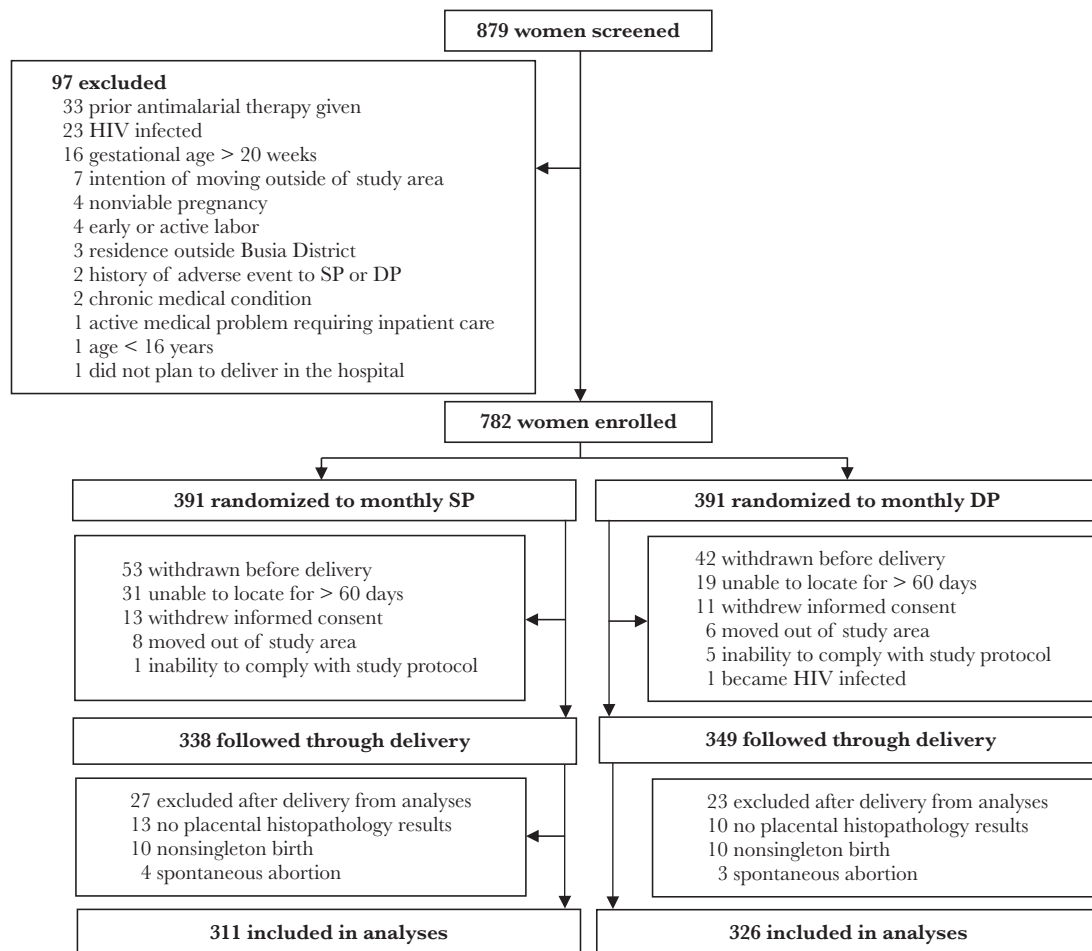 879 women screened
97 excluded
33 prior antimalarial therapy given
23 HIV infected
16 gestational age > 20 weeks
7 intention of moving outside of study area
4 nonviable pregnancy
4 early or active labor
3 residence outside Busia District
2 history of adverse event to SP or DP
2 chronic medical condition
1 active medical problem requiring inpatient care
1 age < 16 years
1 did not plan to deliver in the hospital
782 women enrolled
391 randomized to monthly SP
53 withdrawn before delivery
31 unable to locate for > 60 days
13 withdrew informed consent
8 moved out of study area
1 inability to comply with study protocol
338 followed through delivery
27 excluded after delivery from analyses
13 no placental histopathology results
10 nonsingleton birth
4 spontaneous abortion
311 included in analyses
391 randomized to monthly DP
42 withdrawn before delivery
19 unable to locate for > 60 days
11 withdrew informed consent
6 moved out of study area
5 inability to comply with study protocol
1 became HIV infected
349 followed through delivery
23 excluded after delivery from analyses
10 no placental histopathology results
10 nonsingleton birth
3 spontaneous abortion
326 included in analyses